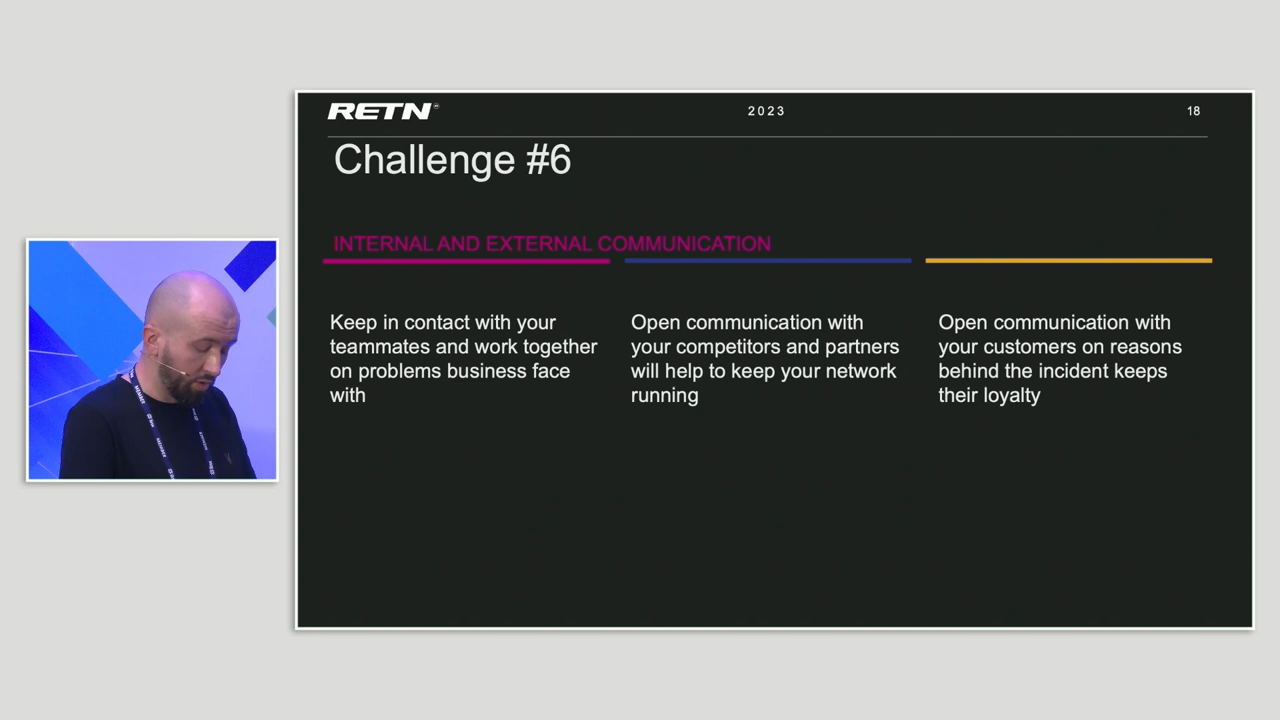 RETN
2023
18
Challenge #6
INTERNAL AND EXTERNAL COMMUNICATION
Keep in contact with your
teammates and work together
on problems business face
with
Open communication with
your competitors and partners
will help to keep your network
running
Open communication with
your customers on reasons
behind the incident keeps
their loyalty